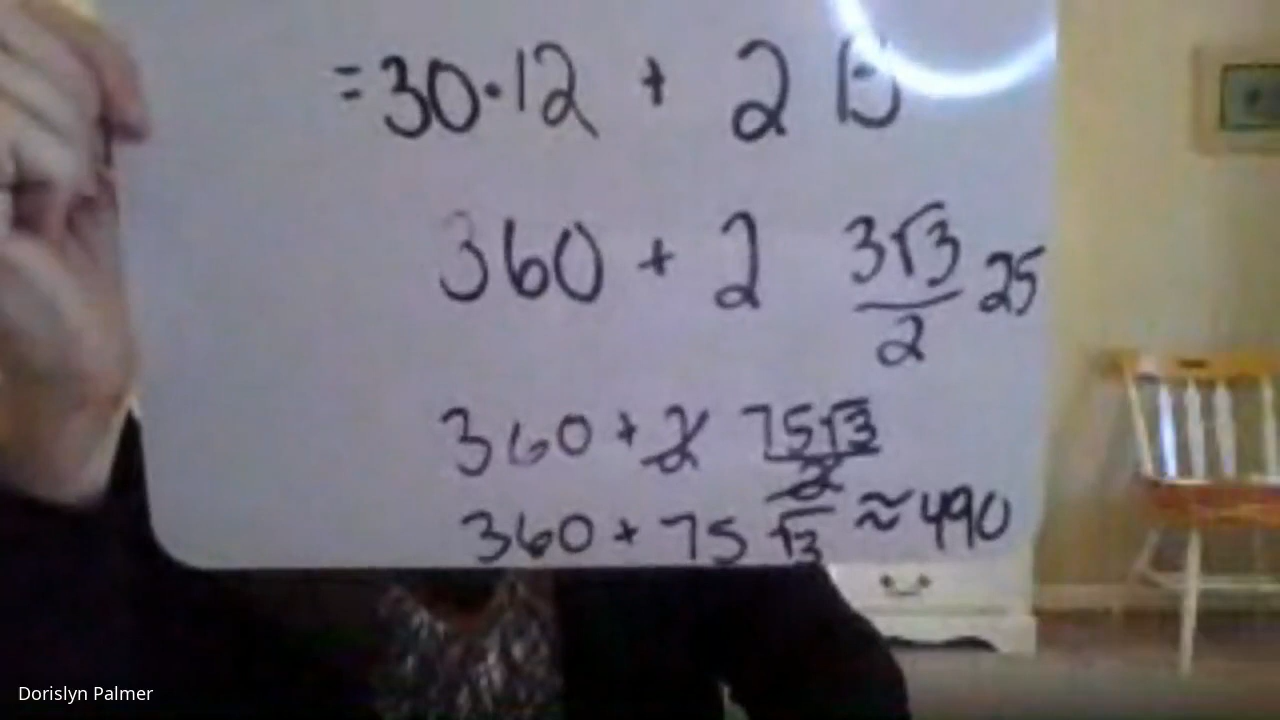 =30·12 + 2 B
360 + 2 3√3/2 25
360 + 2 75√3/2
360 + 75√3 ≈ 490
Dorislyn Palmer